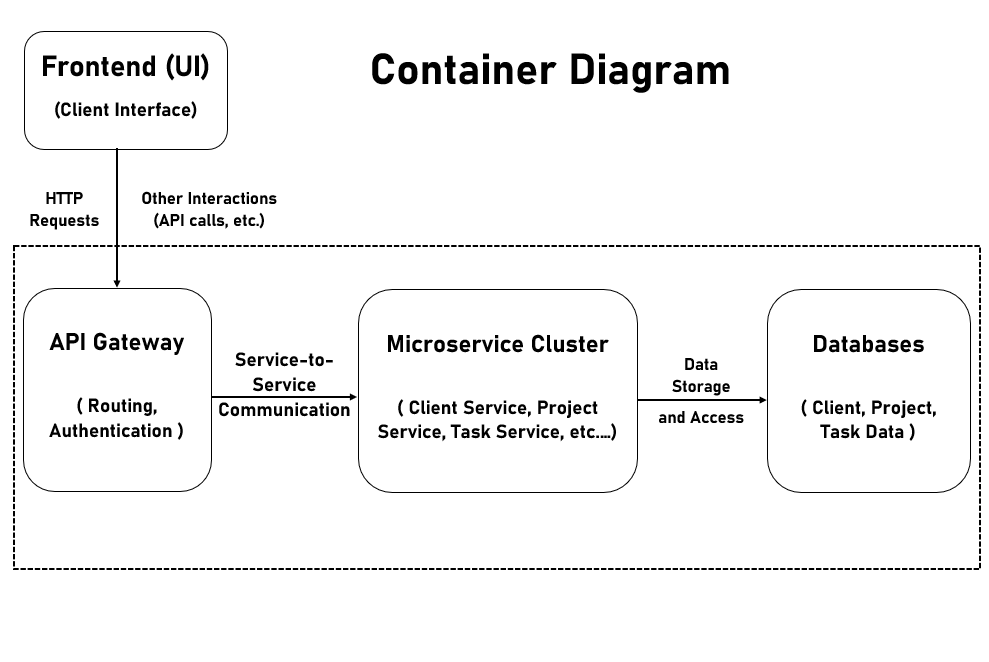 Frontend (UI)
(Client Interface)
Container Diagram
HTTP
Requests
Other Interactions
(API calls, etc.)
API Gateway
( Routing,
Authentication )
Service-to-
Service
Communication
Microservice Cluster
( Client Service, Project
Service, Task Service, etc....)
Data
Storage
and Access
Databases
( Client, Project,
Task Data )